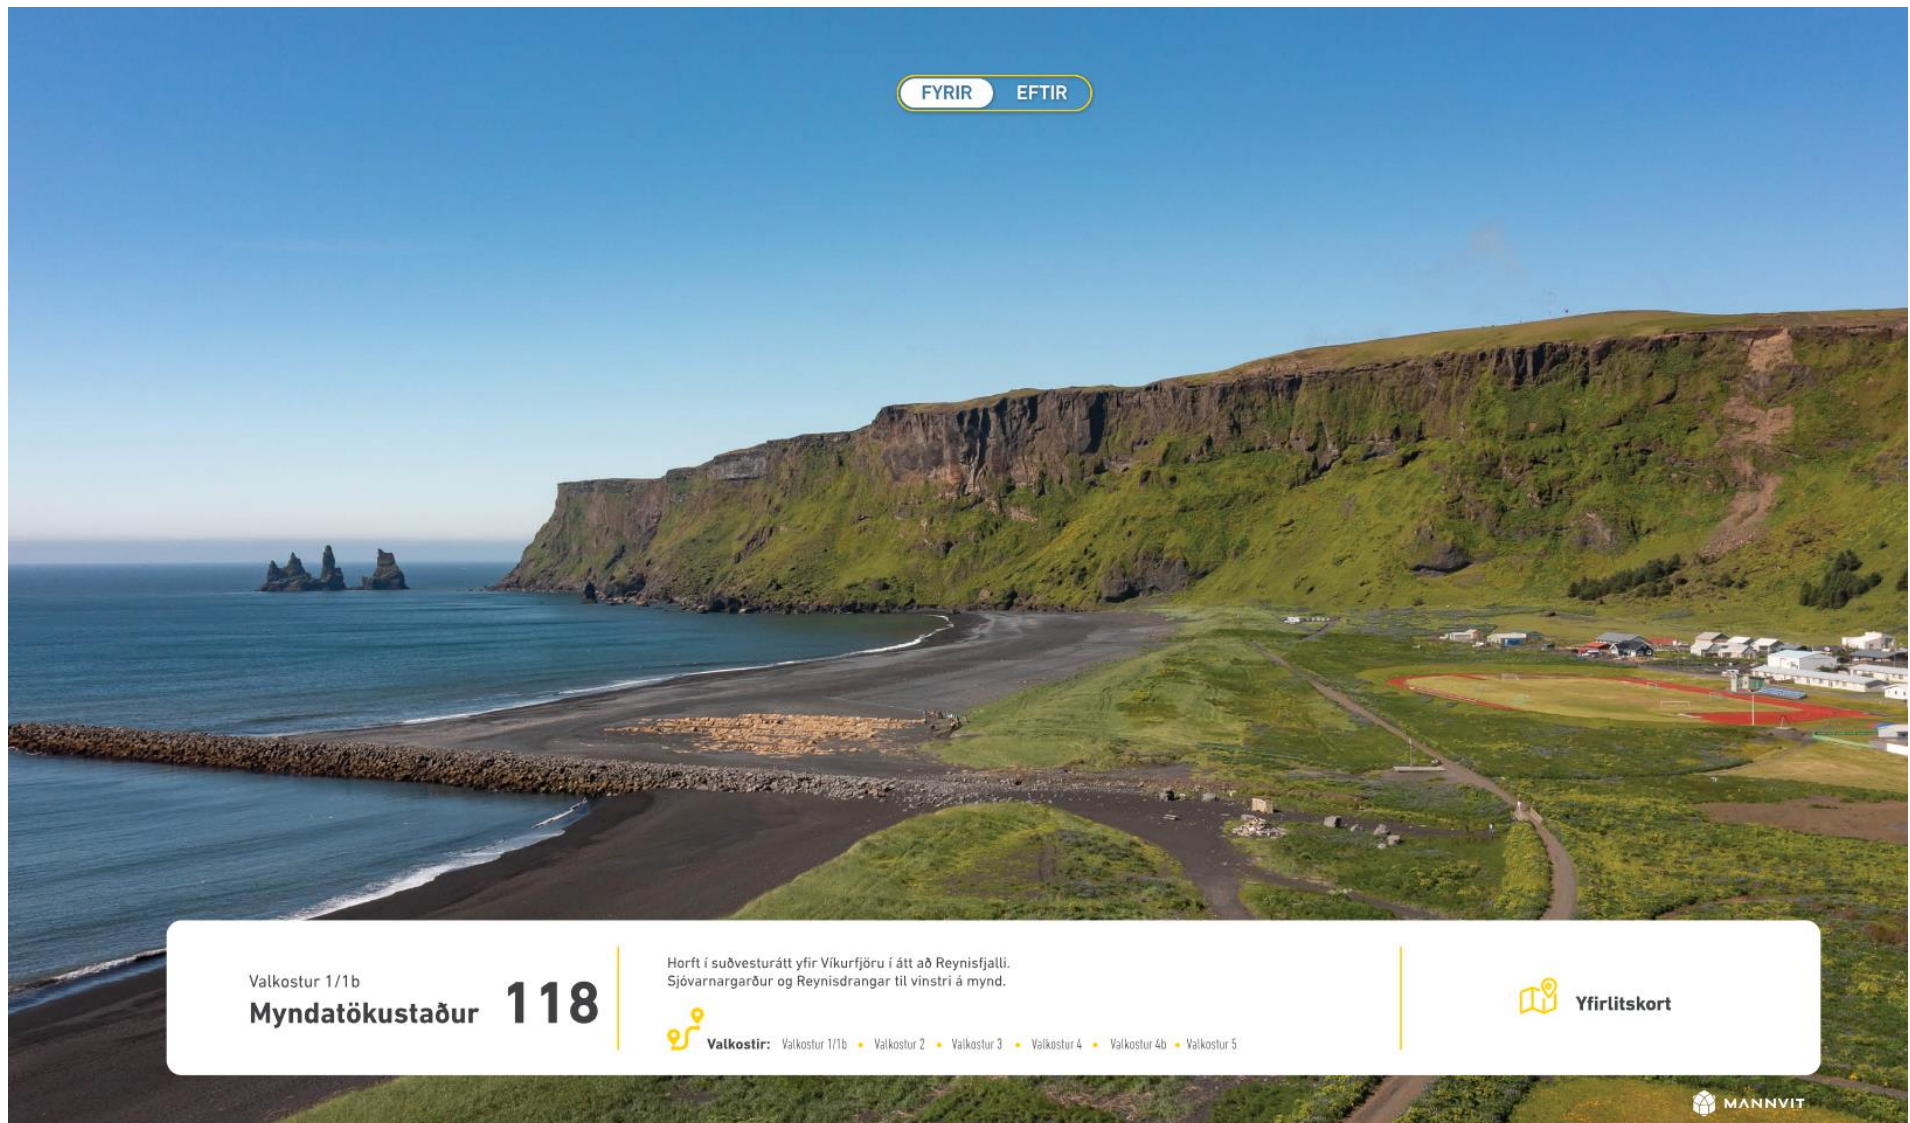 FYRIR EFTIR
Valkostur 1/1b
Myndatökustaður 118
Horft í suðvesturátt yfir Víkurfjöru í átt að Reynisfjalli.
Sjóvarnargarður og Reynisdrangar til vinstri á mynd.
Valkostir: Valkostur 1/1b • Valkostur 2 • Valkostur 3 • Valkostur 4 • Valkostur 4b • Valkostur 5
Yfirlitskort
MANNVIT